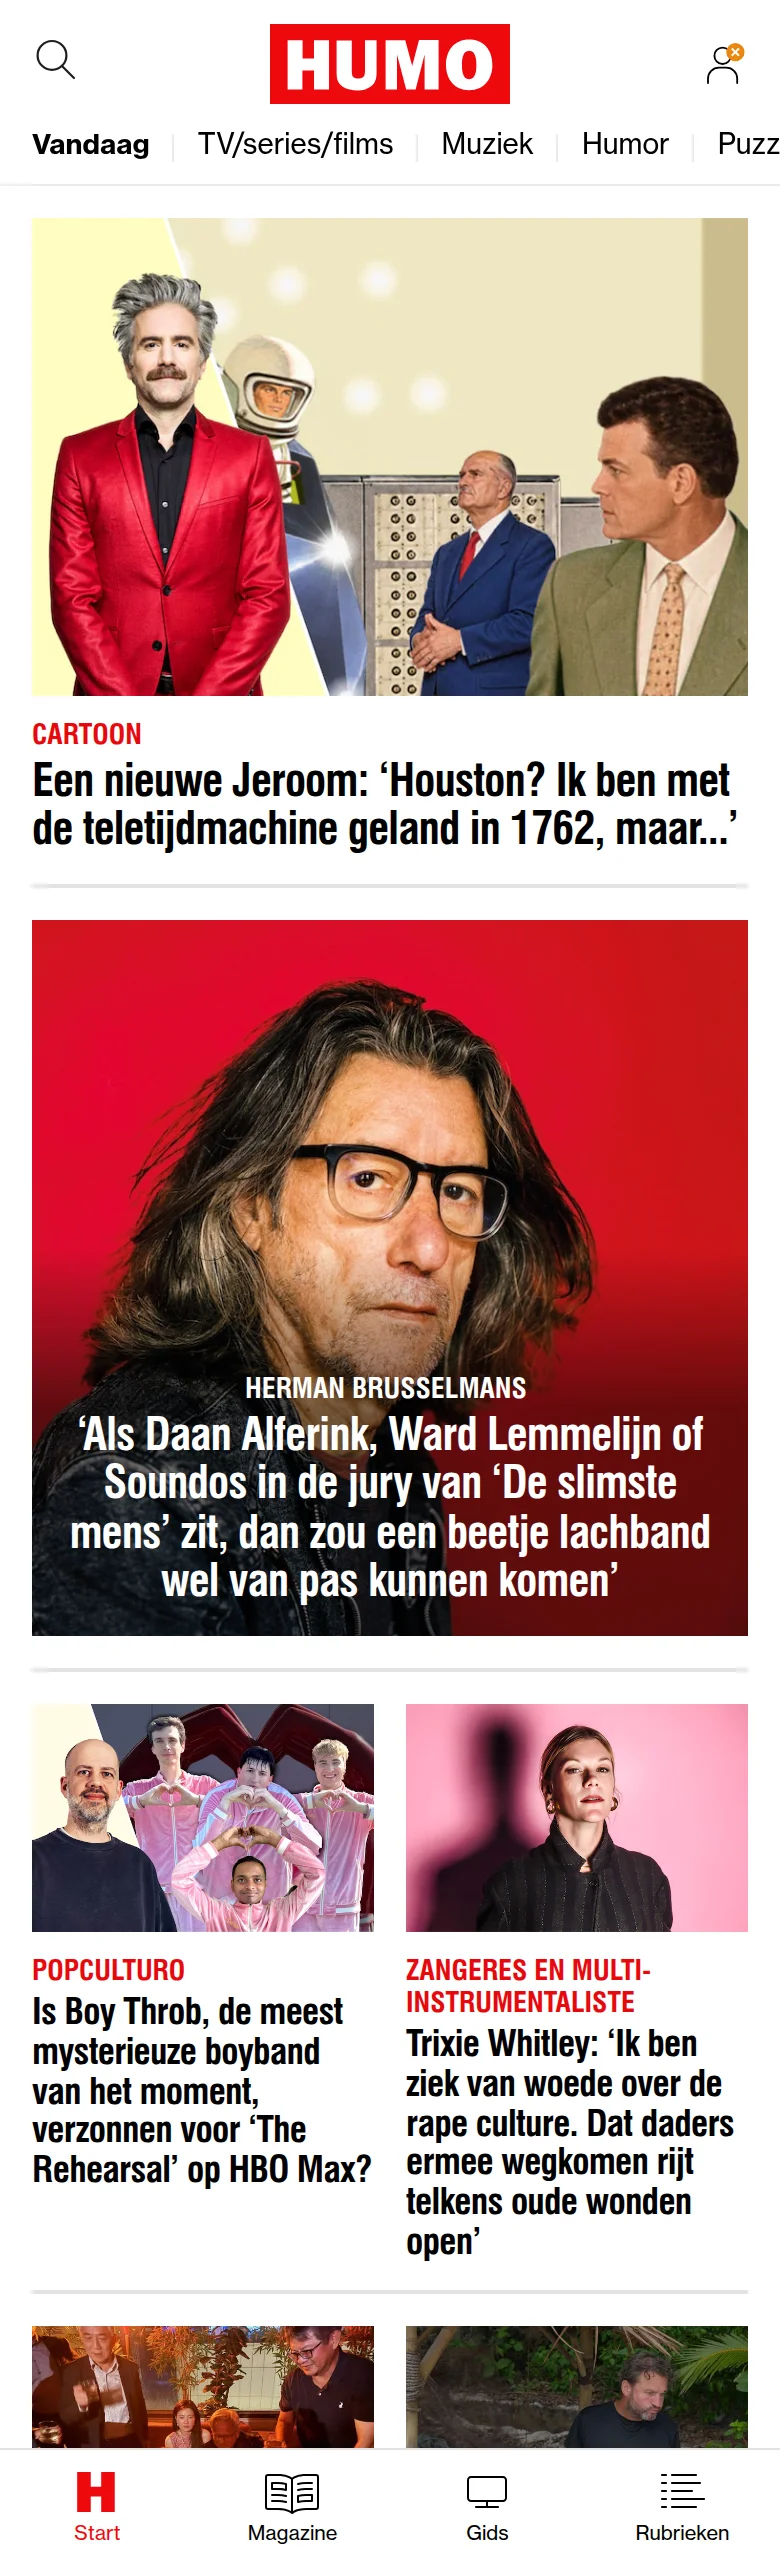 HUMO
Vandaag
TV/series/films
Muziek
Humor
Puzz
CARTOON
Een nieuwe Jeroom: ‘Houston? Ik ben met
de teletijdmachine geland in 1762, maar...’
HERMAN BRUSSELMANS
‘Als Daan Alferink, Ward Lemmelijn of
Soundos in de jury van ‘De slimste
mens’ zit, dan zou een beetje lachband
wel van pas kunnen komen’
POPCULTURO
Is Boy Throb, de meest
mysterieuze boyband
van het moment,
verzonnen voor ‘The
Rehearsal’ op HBO Max?
ZANGERES EN MULTI-
INSTRUMENTALISTE
Trixie Whitley: ‘Ik ben
ziek van woede over de
rape culture. Dat daders
ermee wegkomen rijt
telkens oude wonden
open’
H
Start
Magazine
Gids
Rubrieken